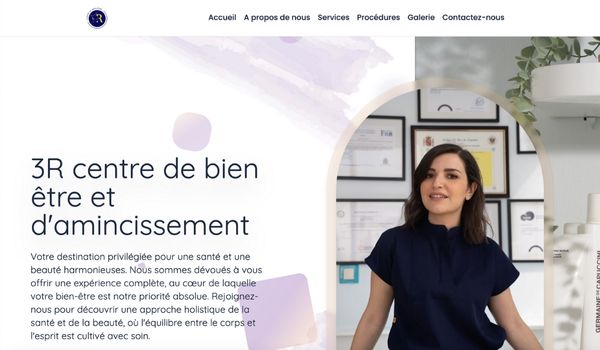 3R
Accueil A propos de nous Services Procédures Galerie Contactez-nous
3R centre de bien
être et
d'amincissement
Votre destination privilégiée pour une santé et une
beauté harmonieuses. Nous sommes dévoués à vous
offrir une expérience complète, au cœur de laquelle
votre bien-être est notre priorité absolue. Rejoignez-
nous pour découvrir une approche holistique de la
santé et de la beauté, où l'équilibre entre le corps et
l'esprit est cultivé avec soin.
GERMAINE DE CAPUCCINI